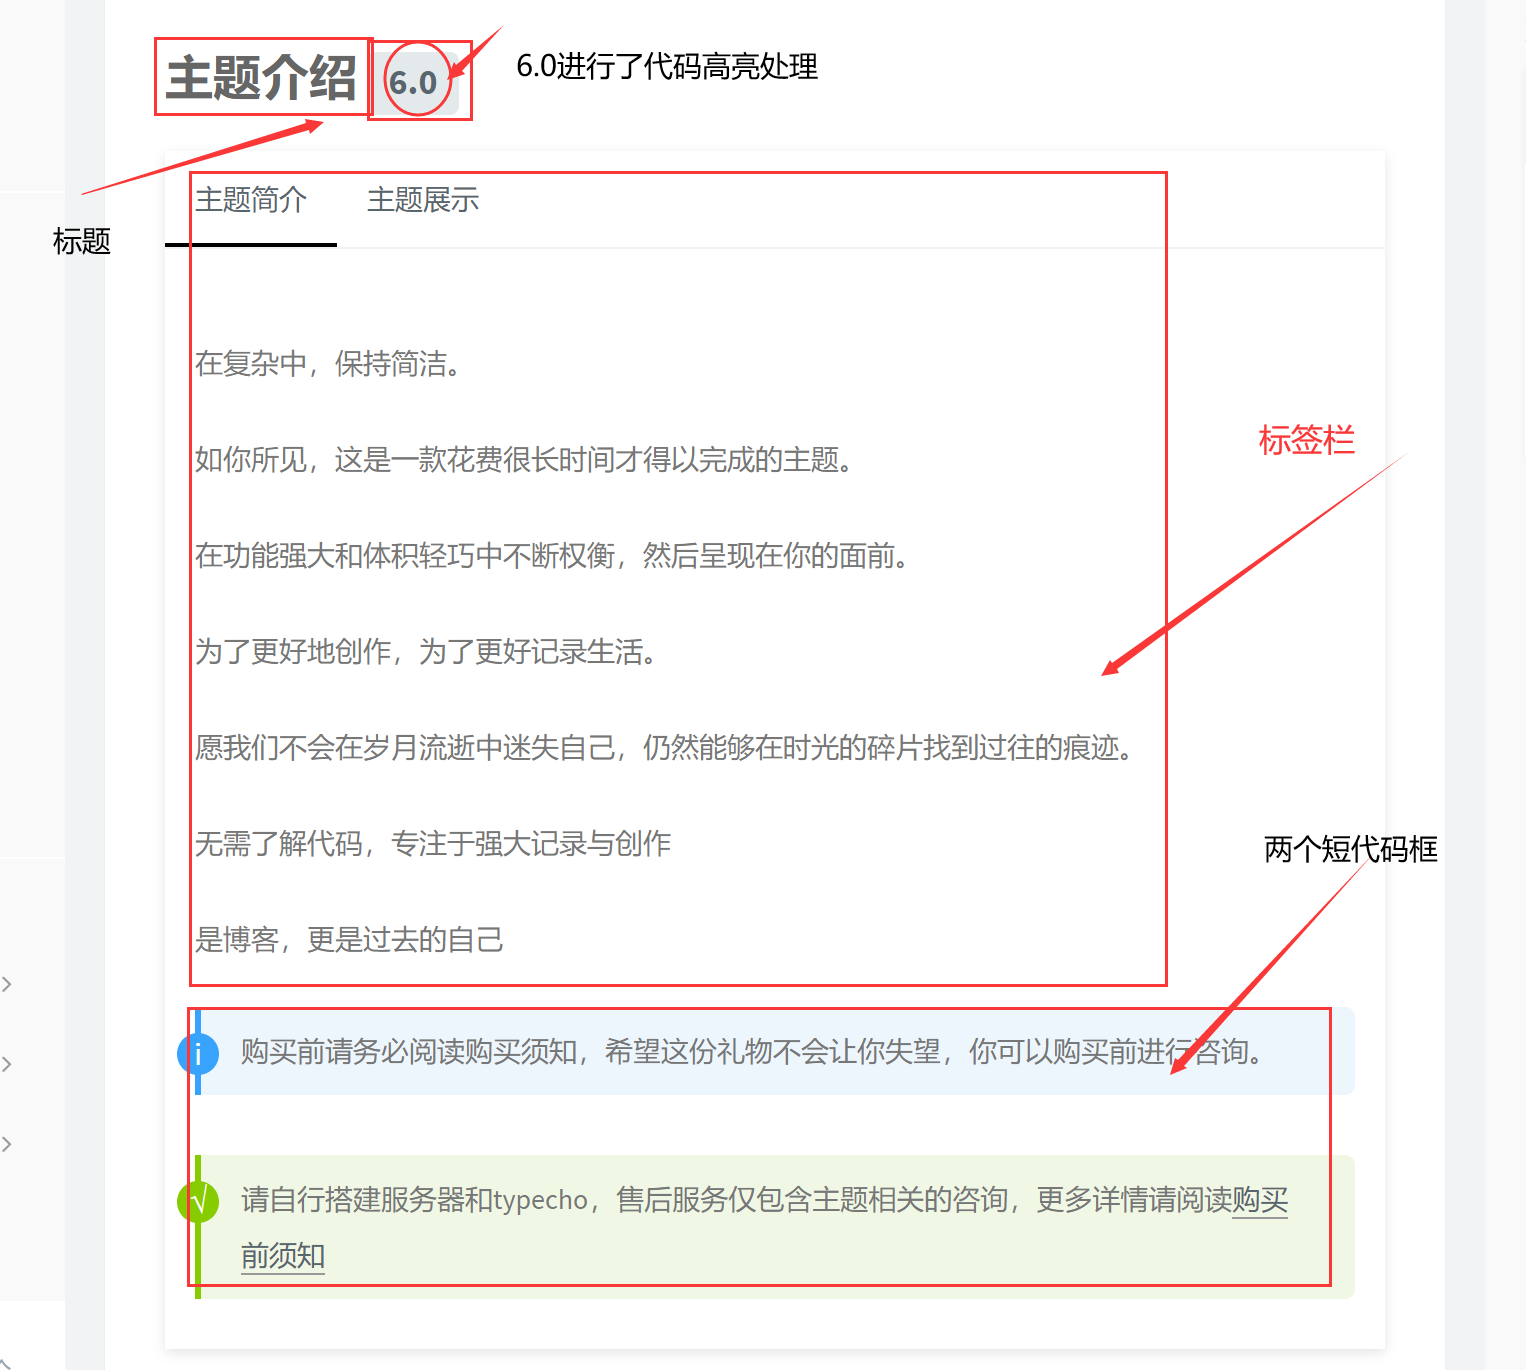 主题介绍 6.0
6.0进行了代码高亮处理
标题
主题简介 主题展示
在复杂中，保持简洁。
标签栏
如你所见，这是一款花费很长时间才得以完成的主题。
在功能强大和体积轻巧中不断权衡，然后呈现在你的面前。
为了更好地创作，为了更好记录生活。
愿我们不会在岁月流逝中迷失自己，仍然能够在时光的碎片找到过往的痕迹。
无需了解代码，专注于强大记录与创作
两个短代码框
是博客，更是过去的自己
购买前请务必阅读购买须知，希望这份礼物不会让你失望，你可以购买前进行咨询。
请自行搭建服务器和typecho，售后服务仅包含主题相关的咨询，更多详情请阅读购买
前须知